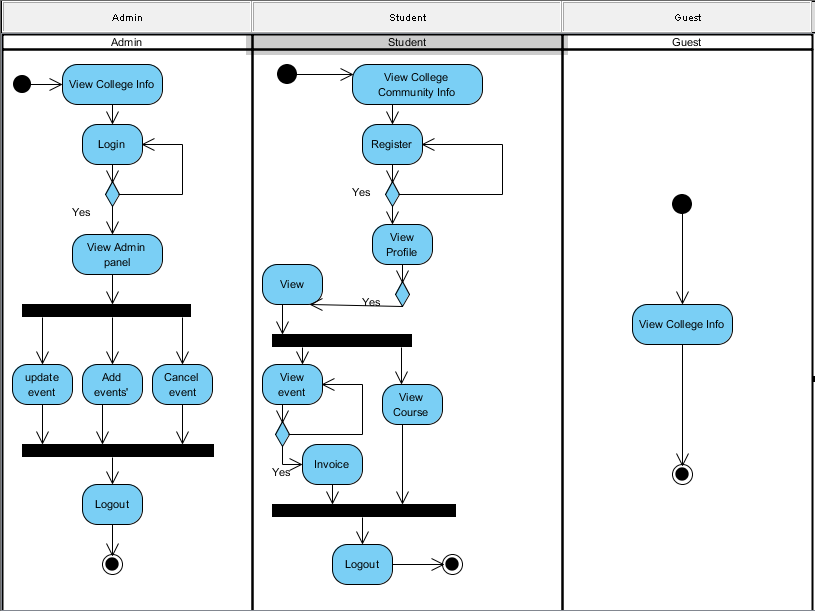 Admin
Student
Guest
Admin
Student
Guest
View College Info
Login
Yes
View Admin
panel
update
event
Add
events'
Cancel
event
Logout
View College
Community Info
Register
Yes
View
Profile
View
Yes
View
event
View
Course
Yes
Invoice
Logout
View College Info